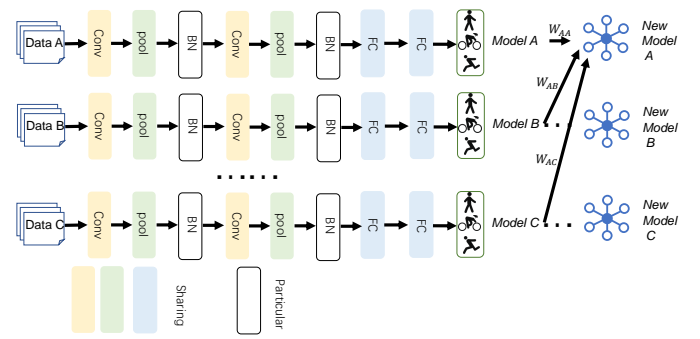 Data A Conv pool BN Conv pool BN FC FC Model A W_AA New Model A
W_AB
Data B Conv pool BN Conv pool BN FC FC Model B ... New Model B
......
W_AC
Data C Conv pool BN Conv pool BN FC FC Model C ... New Model C
Sharing Particular